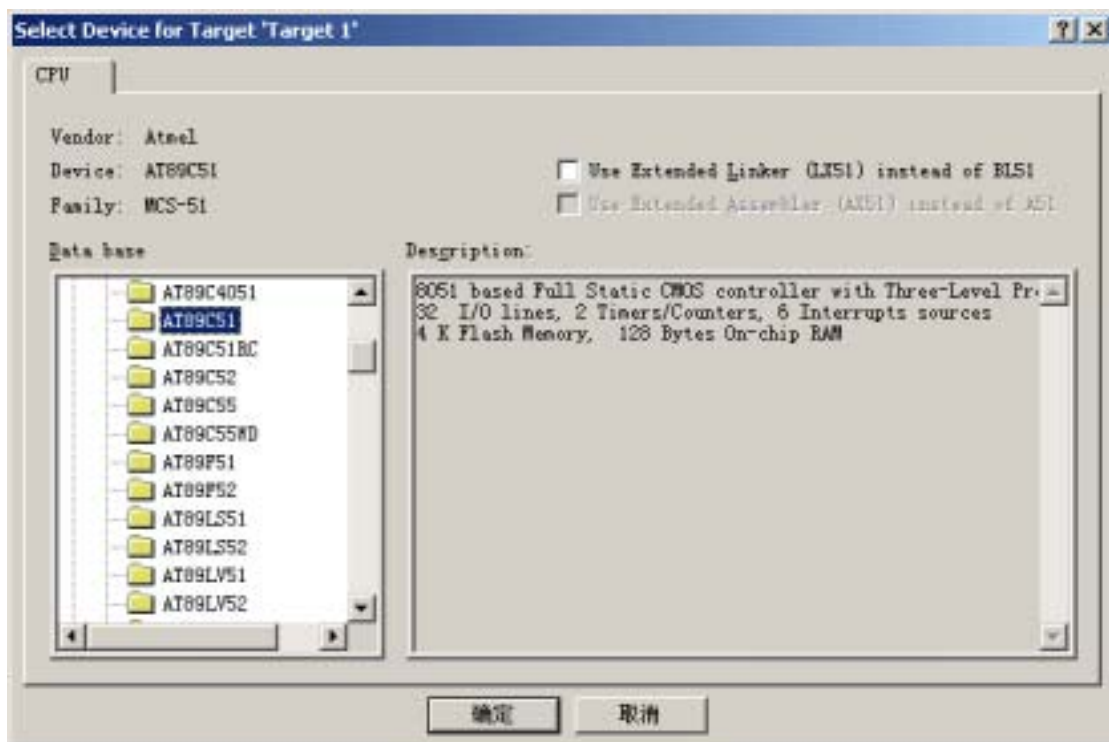 Select Device for Target 'Target 1'
CPU
Vendor: Atmel
Device: AT89C51
Family: MCS-51
Use Extended Linker (LX51) instead of BL51
Use Extended Assembler (AX51) instead of A51
Data base
AT89C4051
AT89C51
AT89C51RC
AT89C52
AT89C55
AT89C55WD
AT89F51
AT89F52
AT89LS51
AT89LS52
AT89LV51
AT89LV52
Description:
8051 based Full Static CMOS controller with Three-Level Pr
32 I/O lines, 2 Timers/Counters, 6 Interrupts sources
4 K Flash Memory, 128 Bytes On-chip RAM
确定
取消